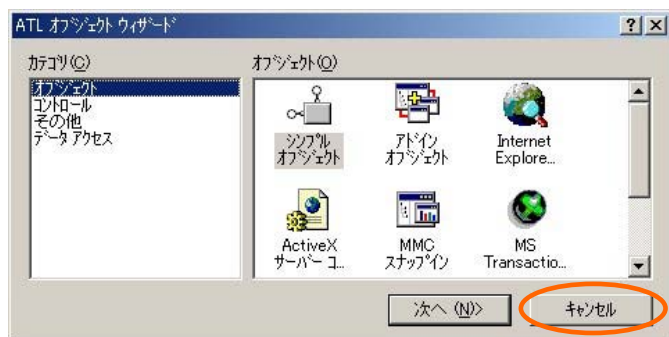 ATL オブジェクト ウィザード
カテゴリ(C)
オブジェクト
コントロール
その他
データ アクセス
オブジェクト(O)
シンプル
オブジェクト
アドイン
オブジェクト
Internet
Explore...
ActiveX
サーバー コ...
MMC
スナップイン
MS
Transactio...
次へ (N)>
キャンセル